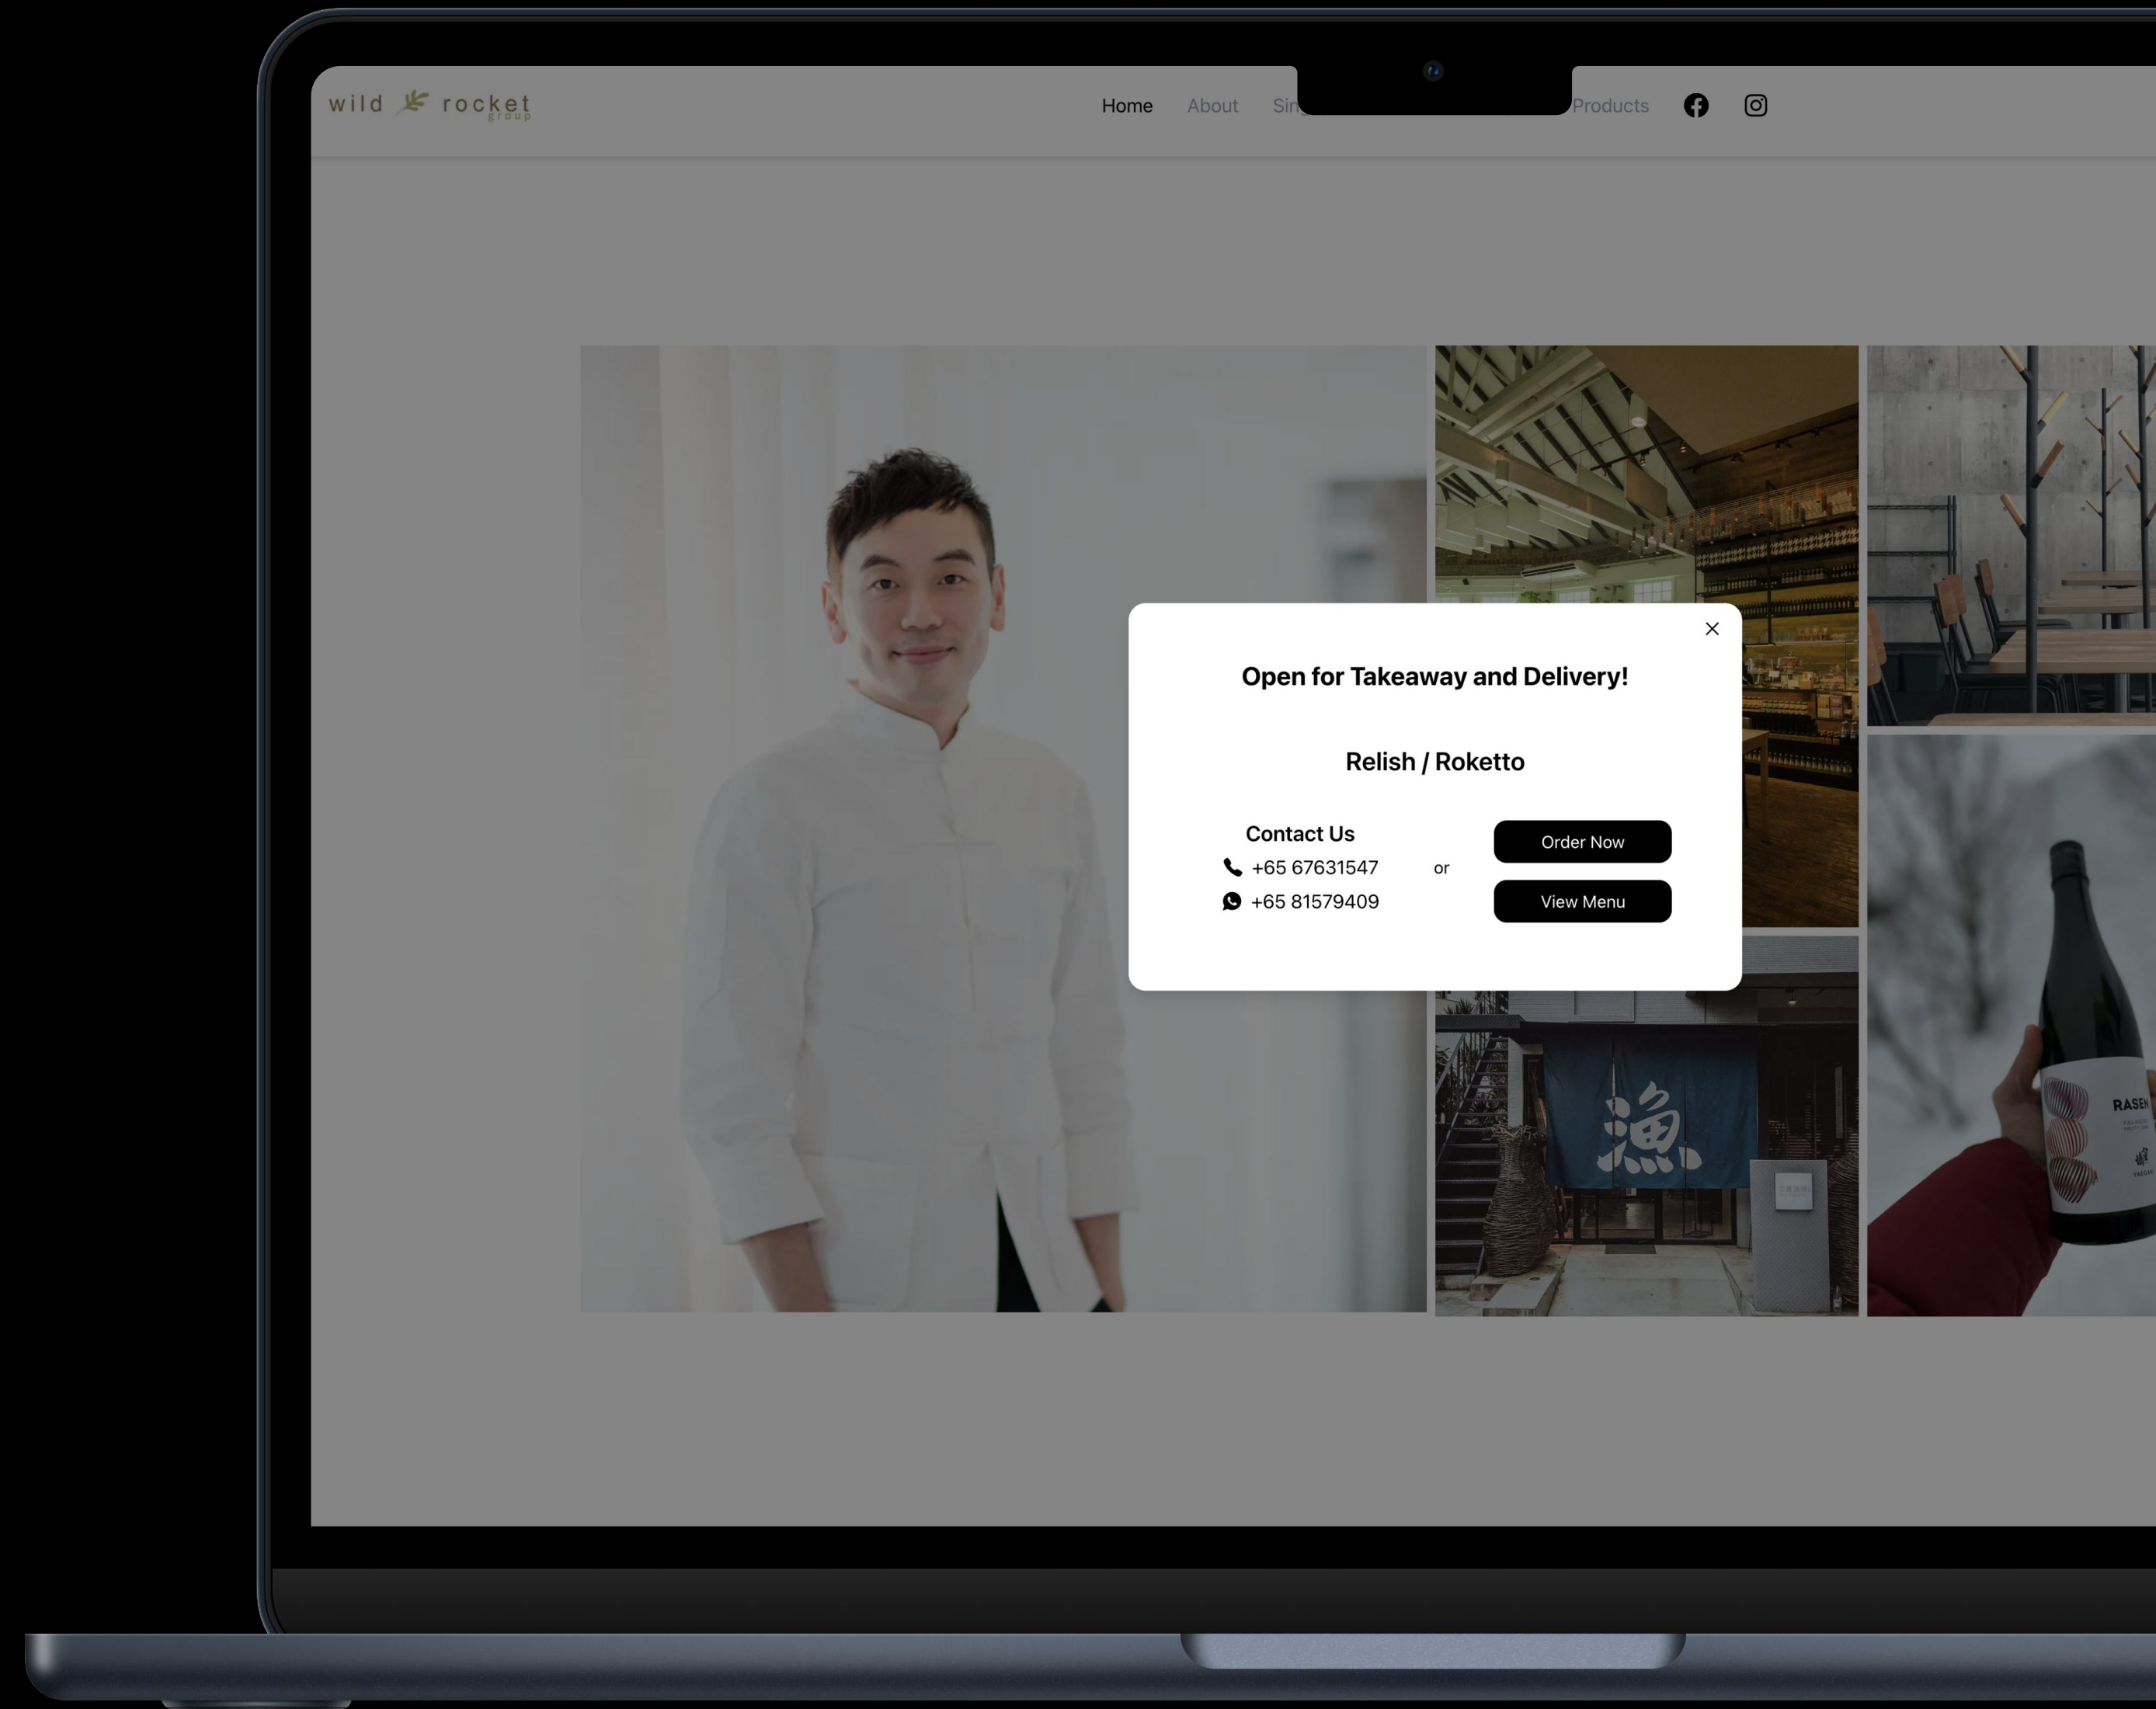 wild rocket
group
Home About Products
Open for Takeaway and Delivery!
Relish / Roketto
Contact Us
+65 67631547
+65 81579409
or
Order Now
View Menu
漁
RASEN